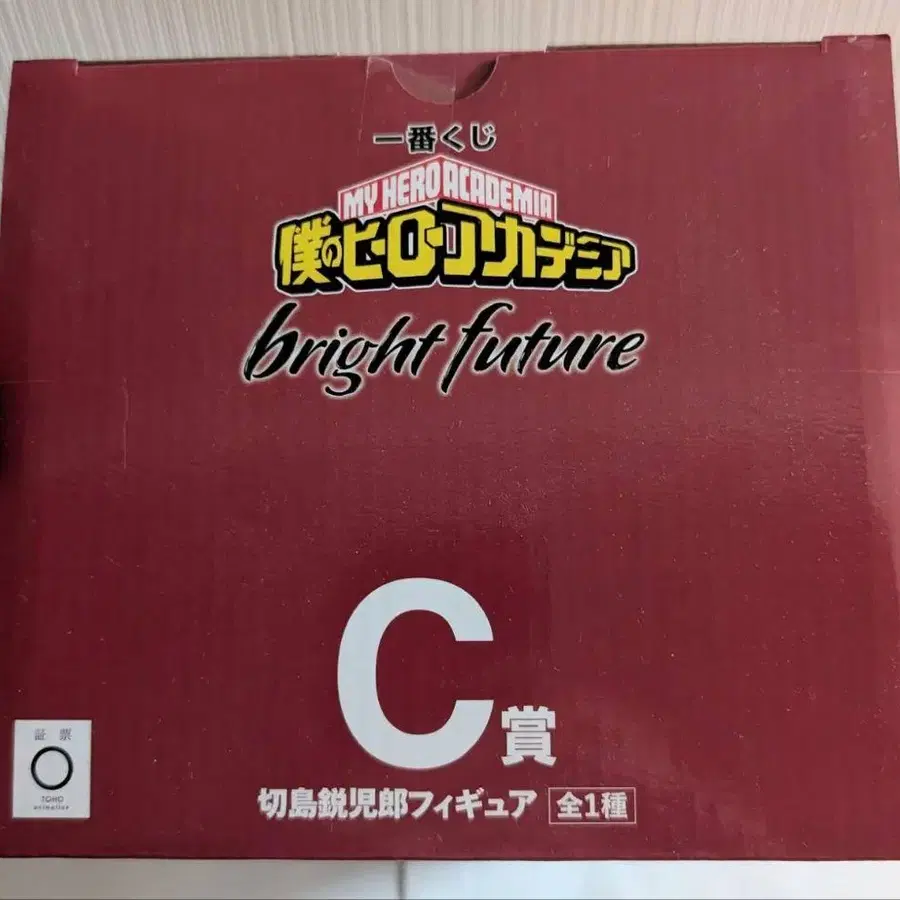 一番くじ
MY HERO ACADEMIA
僕のヒーローアカデミア
bright future
C賞
切島鋭児郎フィギュア 全1種
証票
TOHO
animation